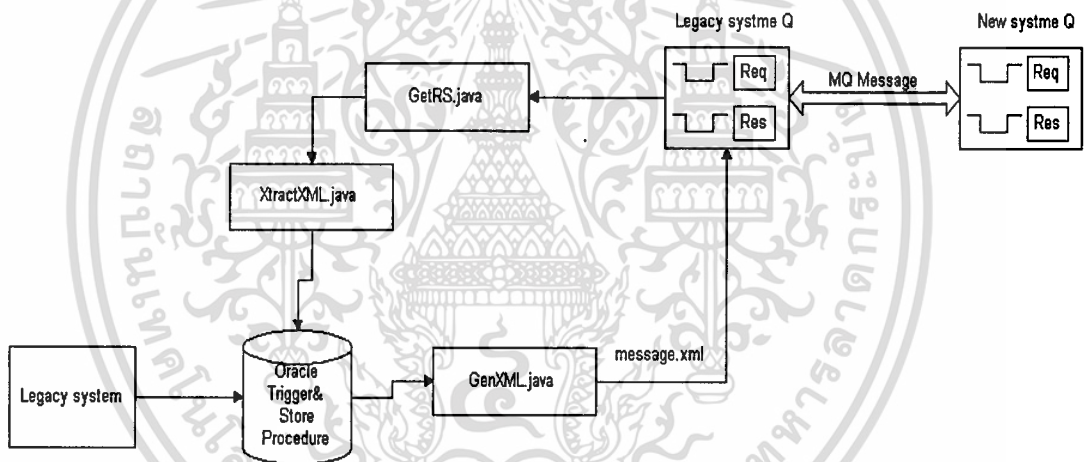 Legacy systme Q
New systme Q
Req
Res
MQ Message
Req
Res
GetRS.java
XtractXML.java
Legacy system
Oracle
Trigger&
Store
Procedure
GenXML.java
message.xml